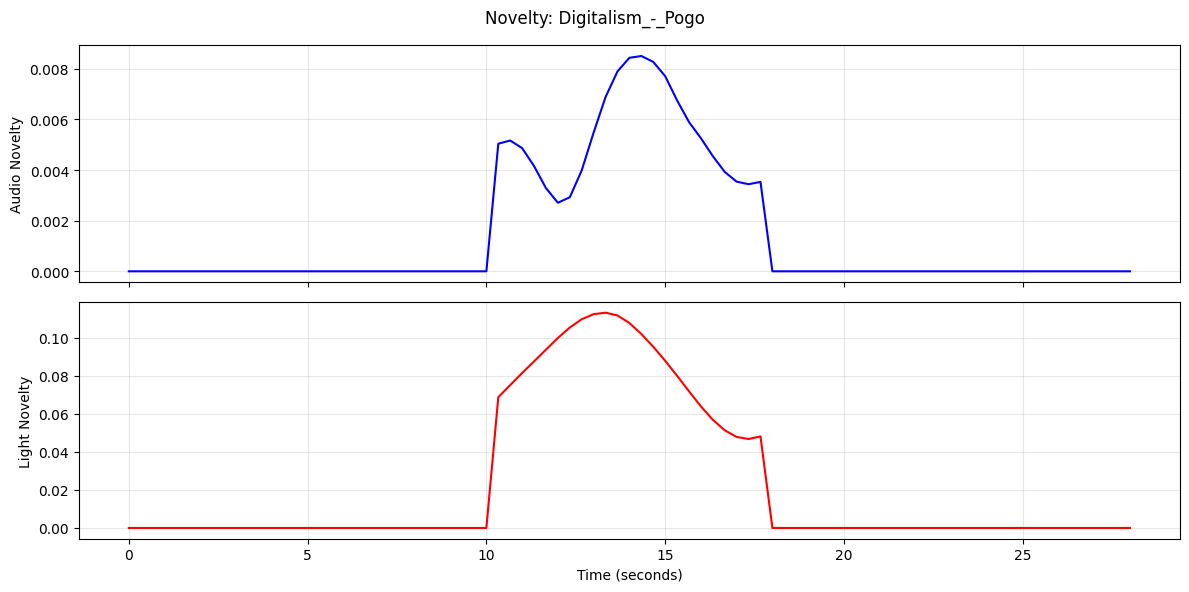 Novelty: Digitalism_-_Pogo
Audio Novelty
0.008
0.006
0.004
0.002
0.000
Light Novelty
0.10
0.08
0.06
0.04
0.02
0.00
0 5 10 15 20 25
Time (seconds)